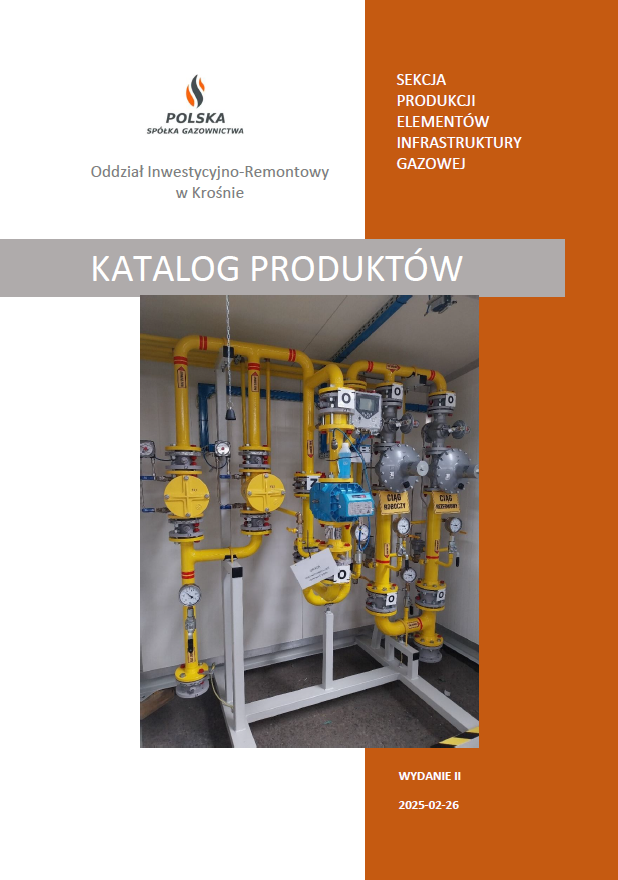 POLSKA
SPÓŁKA GAZOWNICTWA
Oddział Inwestycyjno-Remontowy
w Krośnie
SEKCJA
PRODUKCJI
ELEMENTÓW
INFRASTRUKTURY
GAZOWEJ
KATALOG PRODUKTÓW
O
O
O
Z
CIĄG
ROBOCZY
CIĄG
REZERWOWY
O
O
O
WYDANIE II
2025-02-26